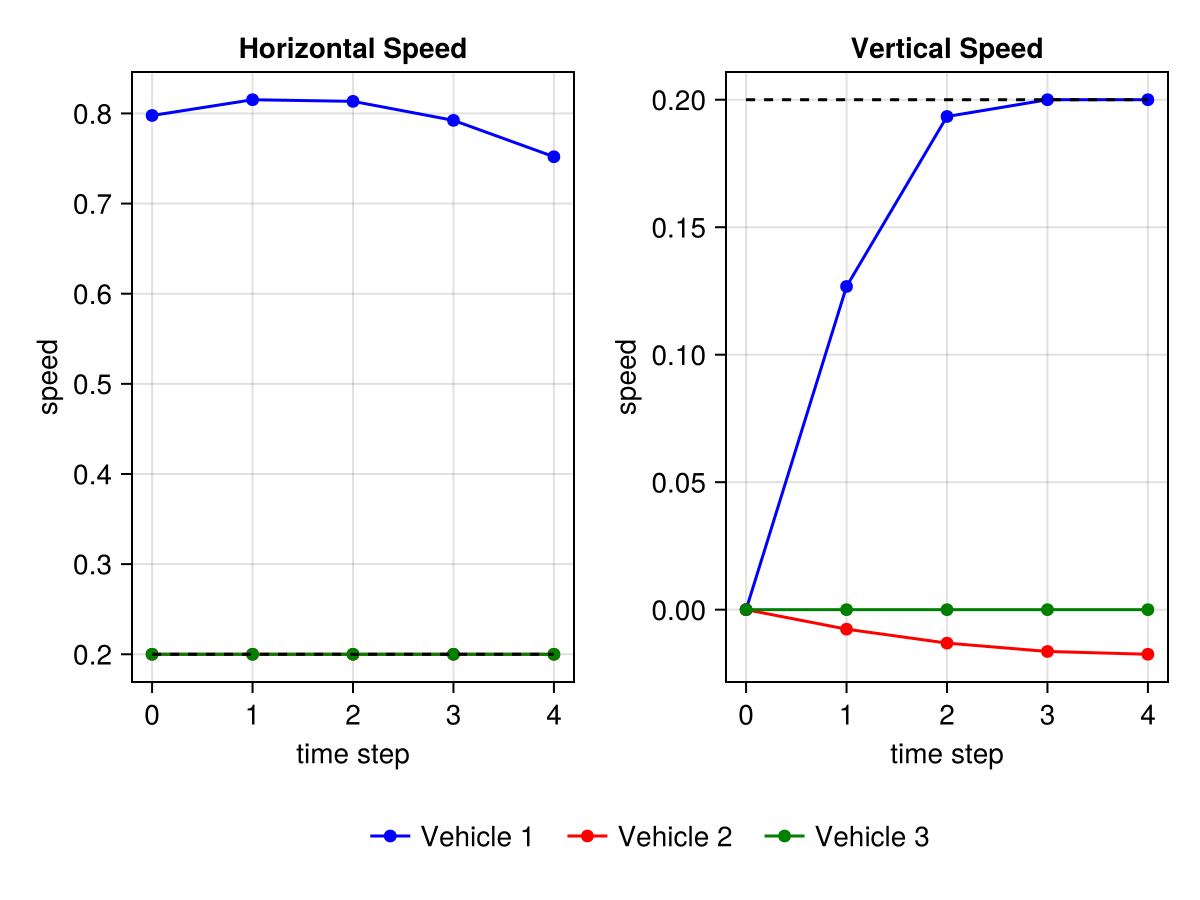 Horizontal Speed
Vertical Speed
0.8
0.7
0.6
0.5
0.4
0.3
0.2
speed
0 1 2 3 4
time step
0.20
0.15
0.10
0.05
0.00
speed
0 1 2 3 4
time step
Vehicle 1 Vehicle 2 Vehicle 3